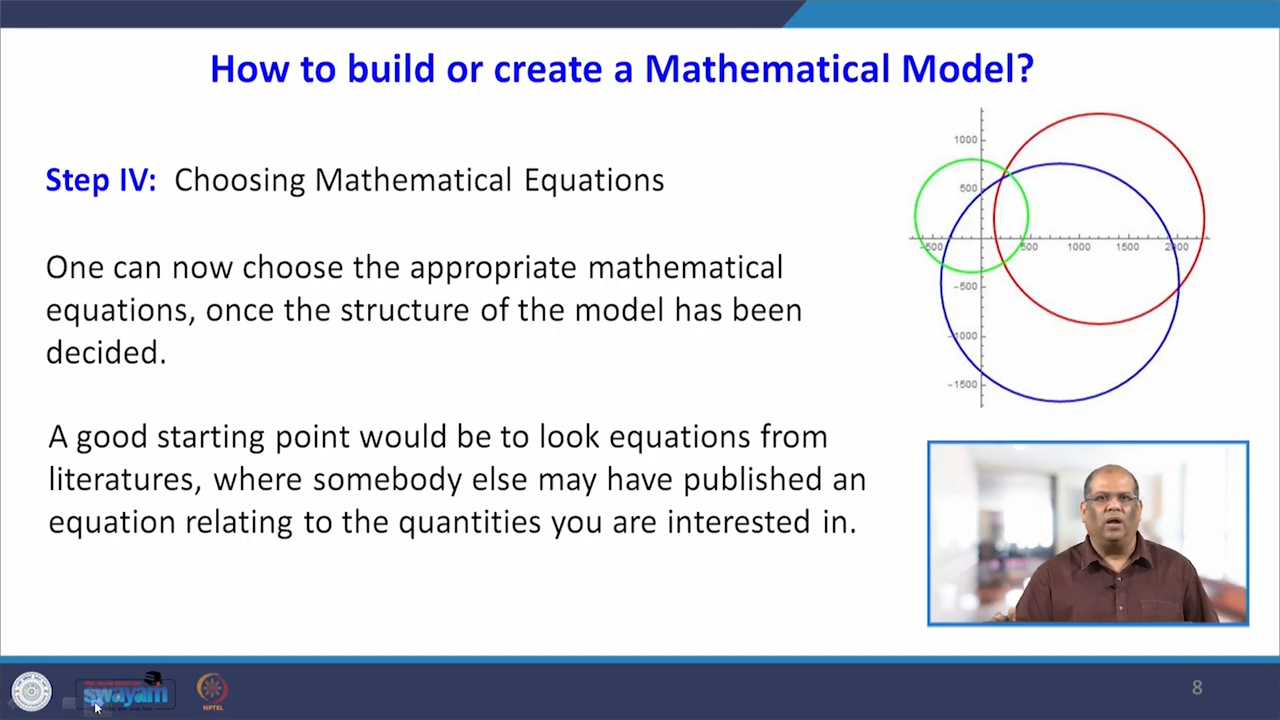 How to build or create a Mathematical Model?
Step IV: Choosing Mathematical Equations
One can now choose the appropriate mathematical
equations, once the structure of the model has been
decided.
A good starting point would be to look equations from
literatures, where somebody else may have published an
equation relating to the quantities you are interested in.
1000
500
-500
500
1000
1500
2000
-500
-1000
-1500
swayam
NPTEL
8